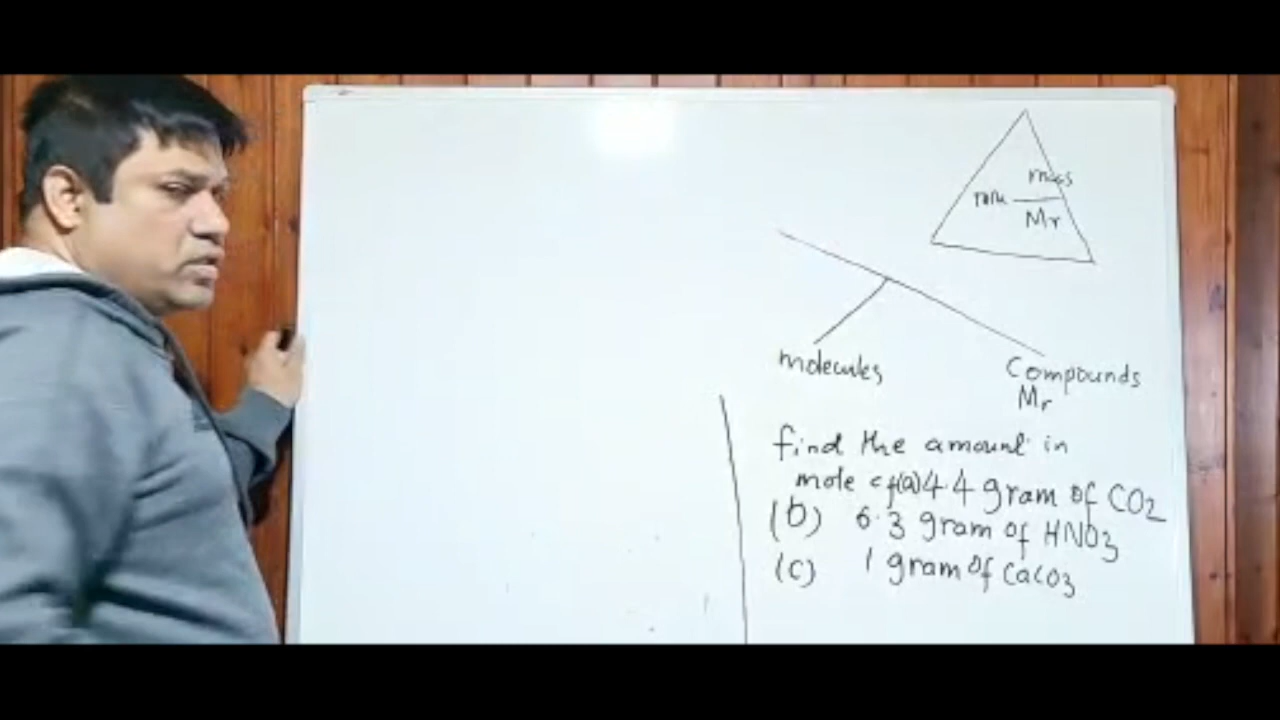 mass
mole
Mr
molecules
Compounds
Mr
find the amount in
mole of (a) 4.4 gram of CO2
(b) 6.3 gram of HNO3
(c) 1 gram of CaCO3